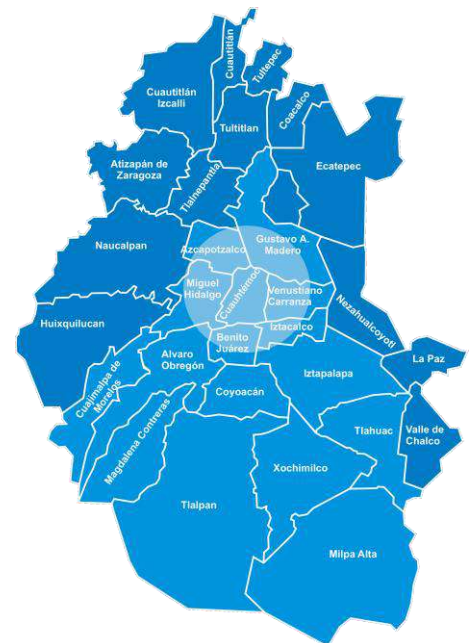 Cuautitlán
Tultepec
Cuautitlán
Izcalli
Coacalco
Tultitlan
Atizapán de
Zaragoza
Ecatepec
Tlalnepantla
Naucalpan
Azcapotzalco
Gustavo A.
Madero
Miguel
Hidalgo
Cuauhtémoc
Venustiano
Carranza
Nezahualcoyotl
Huixquilucan
Iztacalco
Benito
Juárez
La Paz
Alvaro
Obregón
Iztapalapa
Cuajimalpa de
Morelos
Coyoacán
Magdalena Contreras
Tlahuac
Valle de
Chalco
Xochimilco
Tlalpan
Milpa Alta